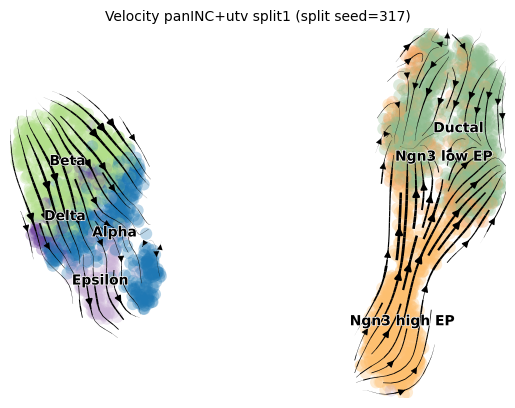 Velocity panINC+utv split1 (split seed=317)
Ductal
Ngn3 low EP
Beta
Delta
Alpha
Epsilon
Ngn3 high EP